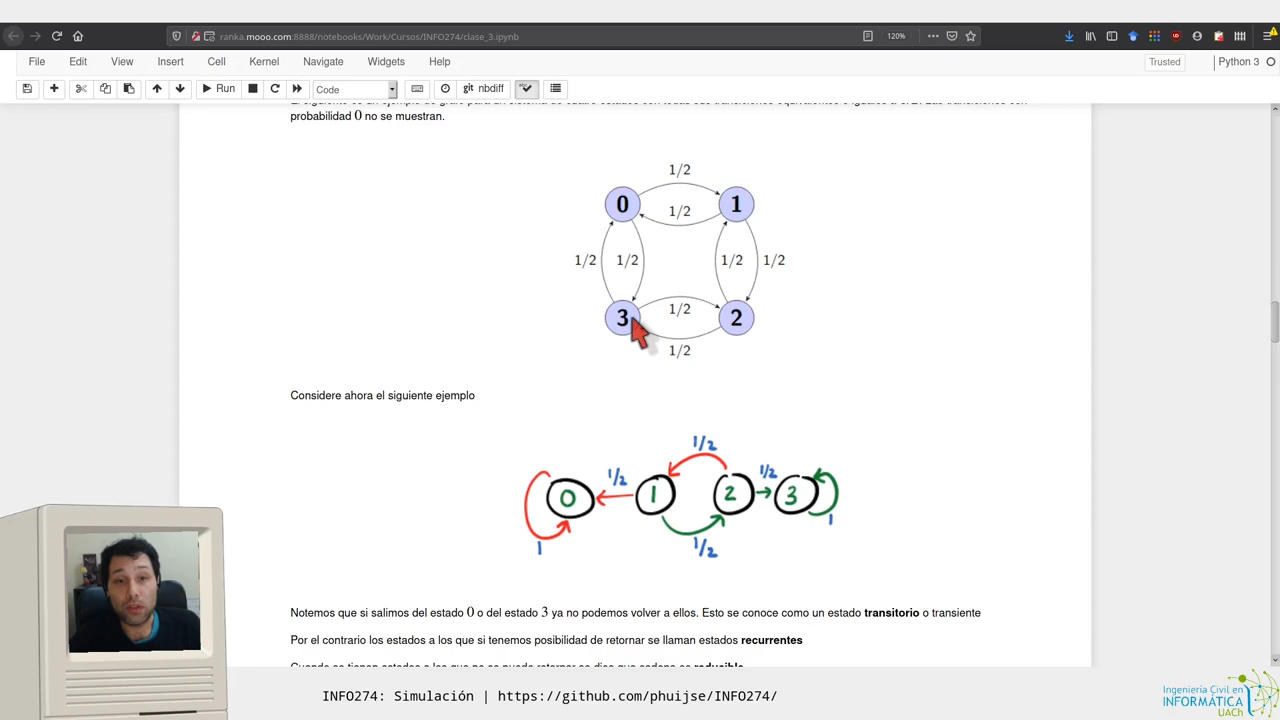 ranka.mooo.com:8888/notebooks/Work/Cursos/INFO274/clase_3.ipynb
120%
File Edit View Insert Cell Kernel Navigate Widgets Help
Trusted
Python 3
Run
Code
git nbdiff
probabilidad 0 no se muestran.
1/2
0
1
1/2
1/2
1/2
1/2
1/2
3
1/2
2
1/2
Considere ahora el siguiente ejemplo
1/2
1/2
1/2
0
1
2
3
1
1/2
1
Notemos que si salimos del estado 0 o del estado 3 ya no podemos volver a ellos. Esto se conoce como un estado transitorio o transiente
Por el contrario los estados a los que si tenemos posibilidad de retornar se llaman estados recurrentes
INFO274: Simulación | https://github.com/phuijse/INFO274/
Ingeniería Civil en
INFORMÁTICA
UACh